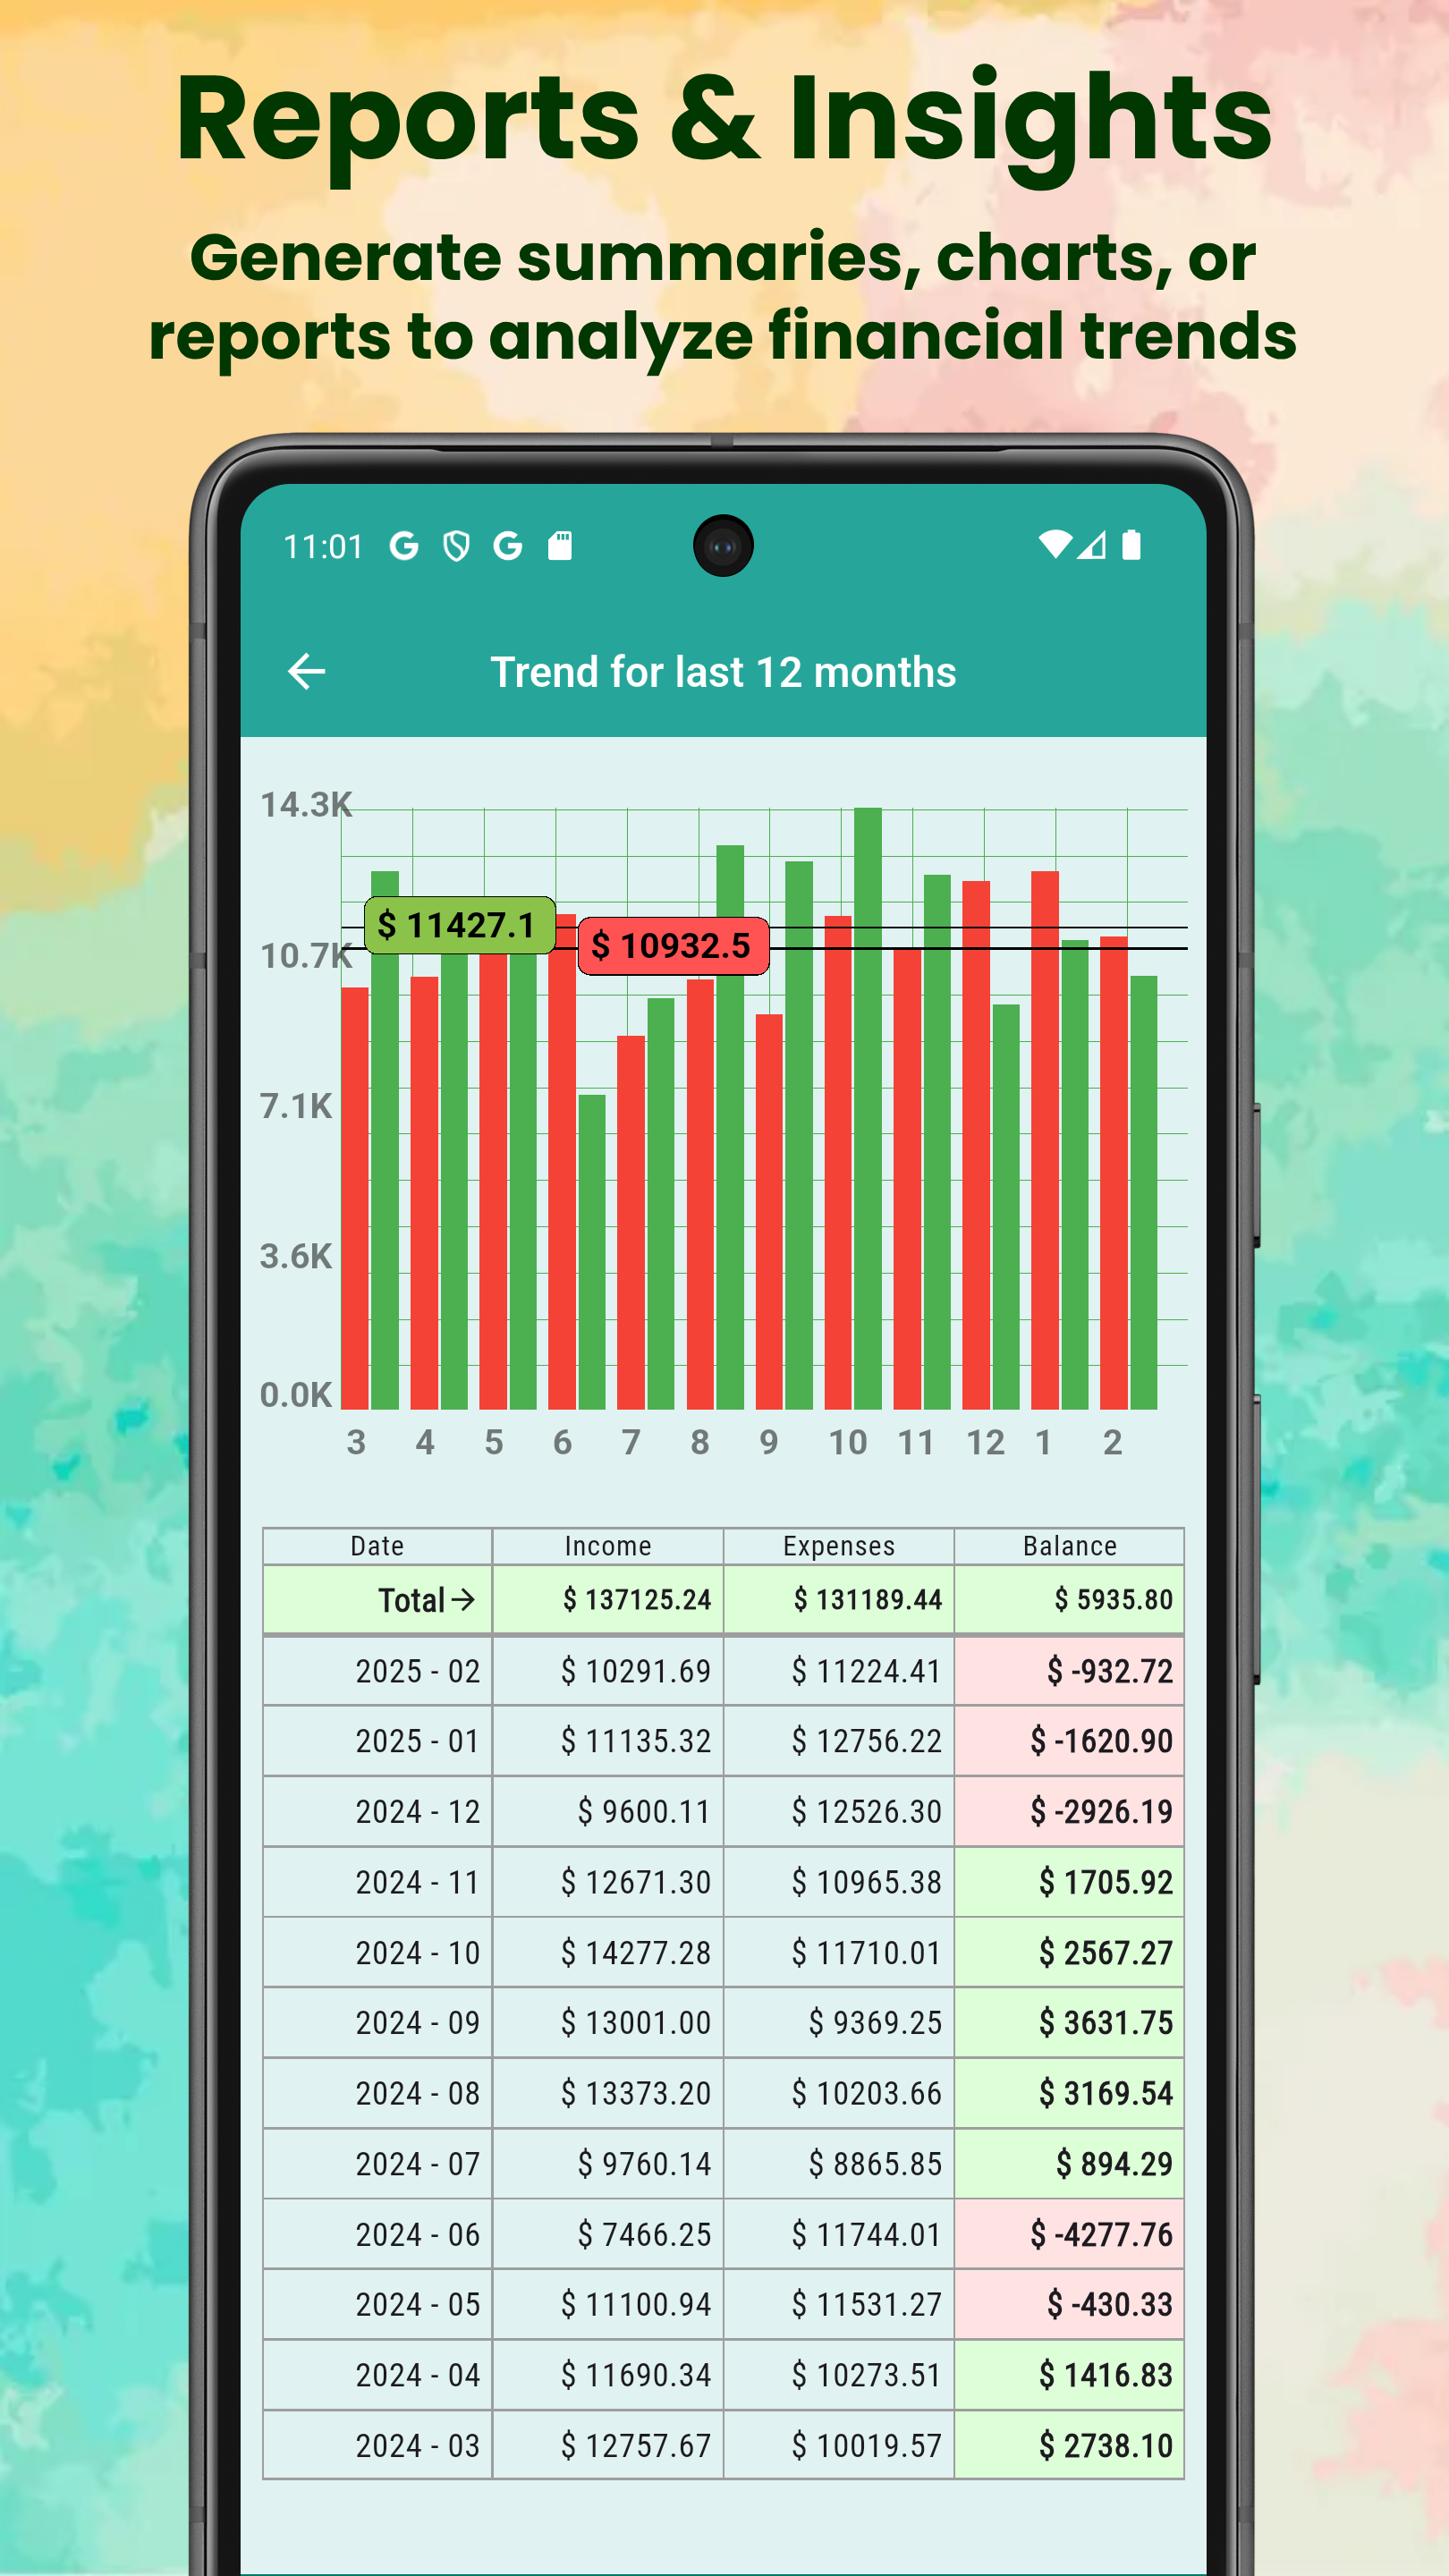 Reports & Insights
Generate summaries, charts, or
reports to analyze financial trends
11:01
Trend for last 12 months
14.3K
$ 11427.1
$ 10932.5
10.7K
7.1K
3.6K
0.0K
3 4 5 6 7 8 9 10 11 12 1 2
Date Income Expenses Balance
Total→ $ 137125.24 $ 131189.44 $ 5935.80
2025 - 02 $ 10291.69 $ 11224.41 $ -932.72
2025 - 01 $ 11135.32 $ 12756.22 $ -1620.90
2024 - 12 $ 9600.11 $ 12526.30 $ -2926.19
2024 - 11 $ 12671.30 $ 10965.38 $ 1705.92
2024 - 10 $ 14277.28 $ 11710.01 $ 2567.27
2024 - 09 $ 13001.00 $ 9369.25 $ 3631.75
2024 - 08 $ 13373.20 $ 10203.66 $ 3169.54
2024 - 07 $ 9760.14 $ 8865.85 $ 894.29
2024 - 06 $ 7466.25 $ 11744.01 $ -4277.76
2024 - 05 $ 11100.94 $ 11531.27 $ -430.33
2024 - 04 $ 11690.34 $ 10273.51 $ 1416.83
2024 - 03 $ 12757.67 $ 10019.57 $ 2738.10